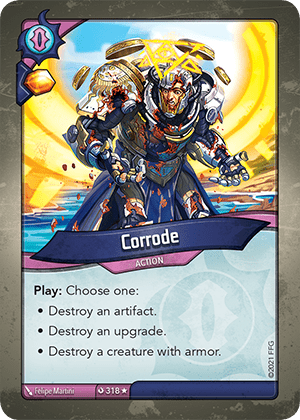 Corrode
ACTION
Play: Choose one:
• Destroy an artifact.
• Destroy an upgrade.
• Destroy a creature with armor.
Felipe Martini
318★
©2021 FFG